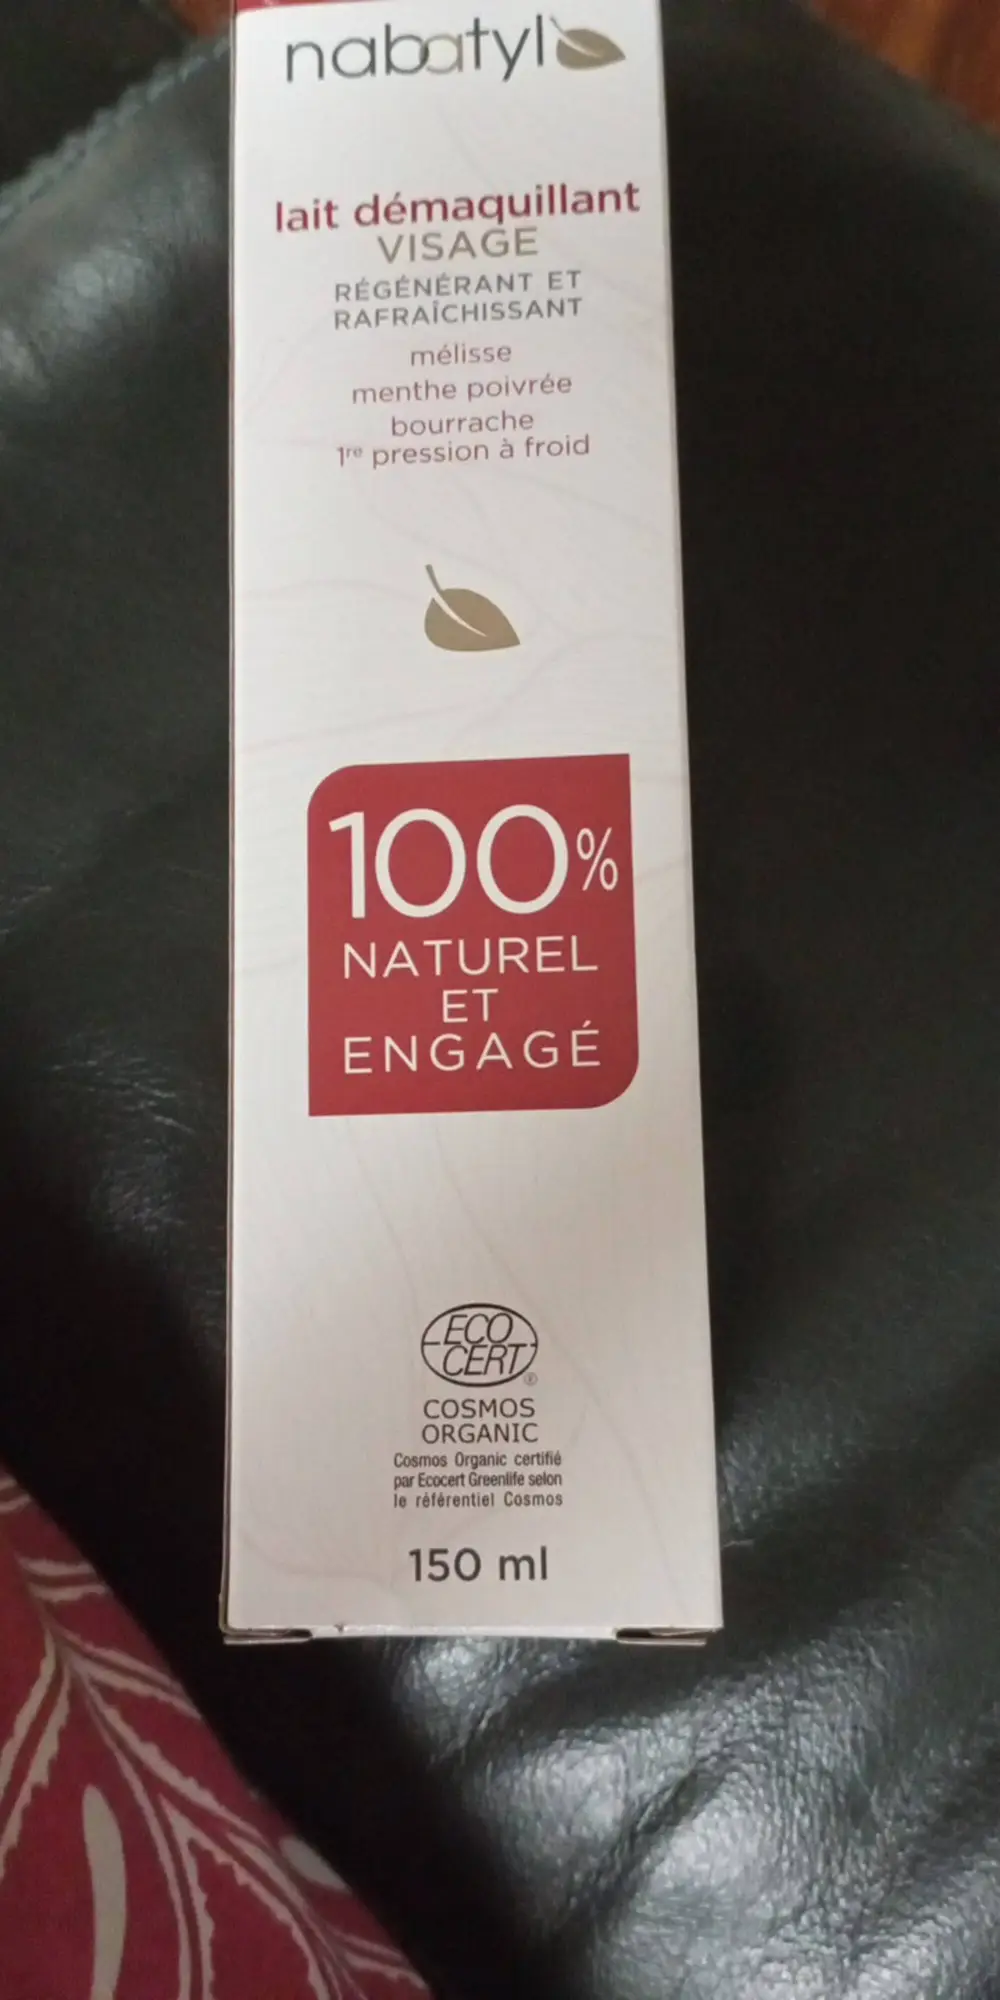 nabatyl
lait démaquillant
VISAGE
RÉGÉNÉRANT ET
RAFRAÎCHISSANT
mélisse
menthe poivrée
bourrache
1re pression à froid
100%
NATUREL
ET
ENGAGÉ
ECO
CERT
®
COSMOS
ORGANIC
Cosmos Organic certifié
par Ecocert Greenlife selon
le référentiel Cosmos
150 ml